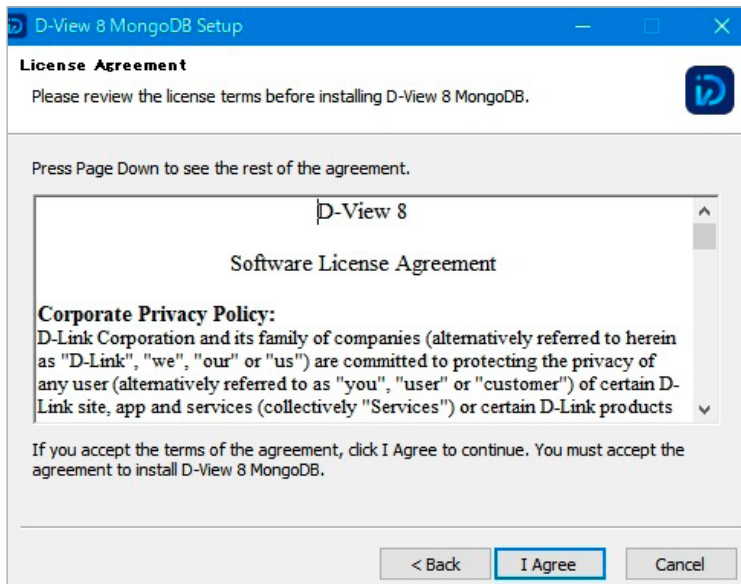 D-View 8 MongoDB Setup
License Agreement
Please review the license terms before installing D-View 8 MongoDB.
Press Page Down to see the rest of the agreement.
D-View 8
Software License Agreement
Corporate Privacy Policy:
D-Link Corporation and its family of companies (alternatively referred to herein
as "D-Link", "we", "our" or "us") are committed to protecting the privacy of
any user (alternatively referred to as "you", "user" or "customer") of certain D-
Link site, app and services (collectively "Services") or certain D-Link products
If you accept the terms of the agreement, click I Agree to continue. You must accept the
agreement to install D-View 8 MongoDB.
< Back
I Agree
Cancel